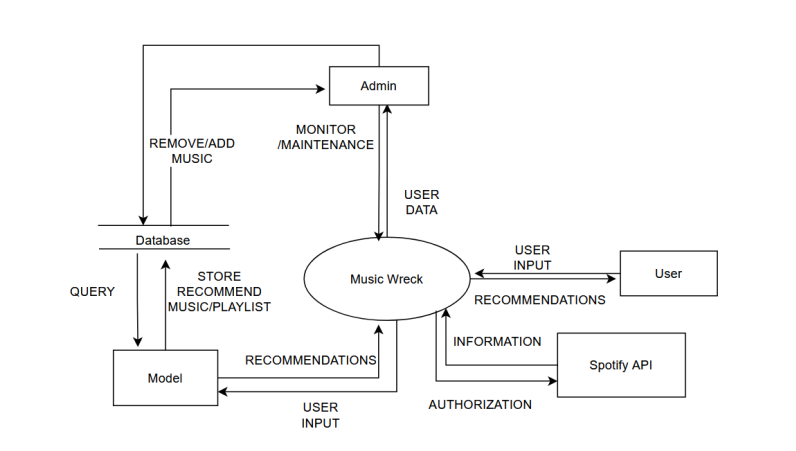 Admin
MONITOR
/MAINTENANCE
REMOVE/ADD
MUSIC
USER
DATA
Database
Music Wreck
USER
INPUT
User
RECOMMENDATIONS
QUERY
STORE
RECOMMEND
MUSIC/PLAYLIST
INFORMATION
Spotify API
RECOMMENDATIONS
Model
AUTHORIZATION
USER
INPUT